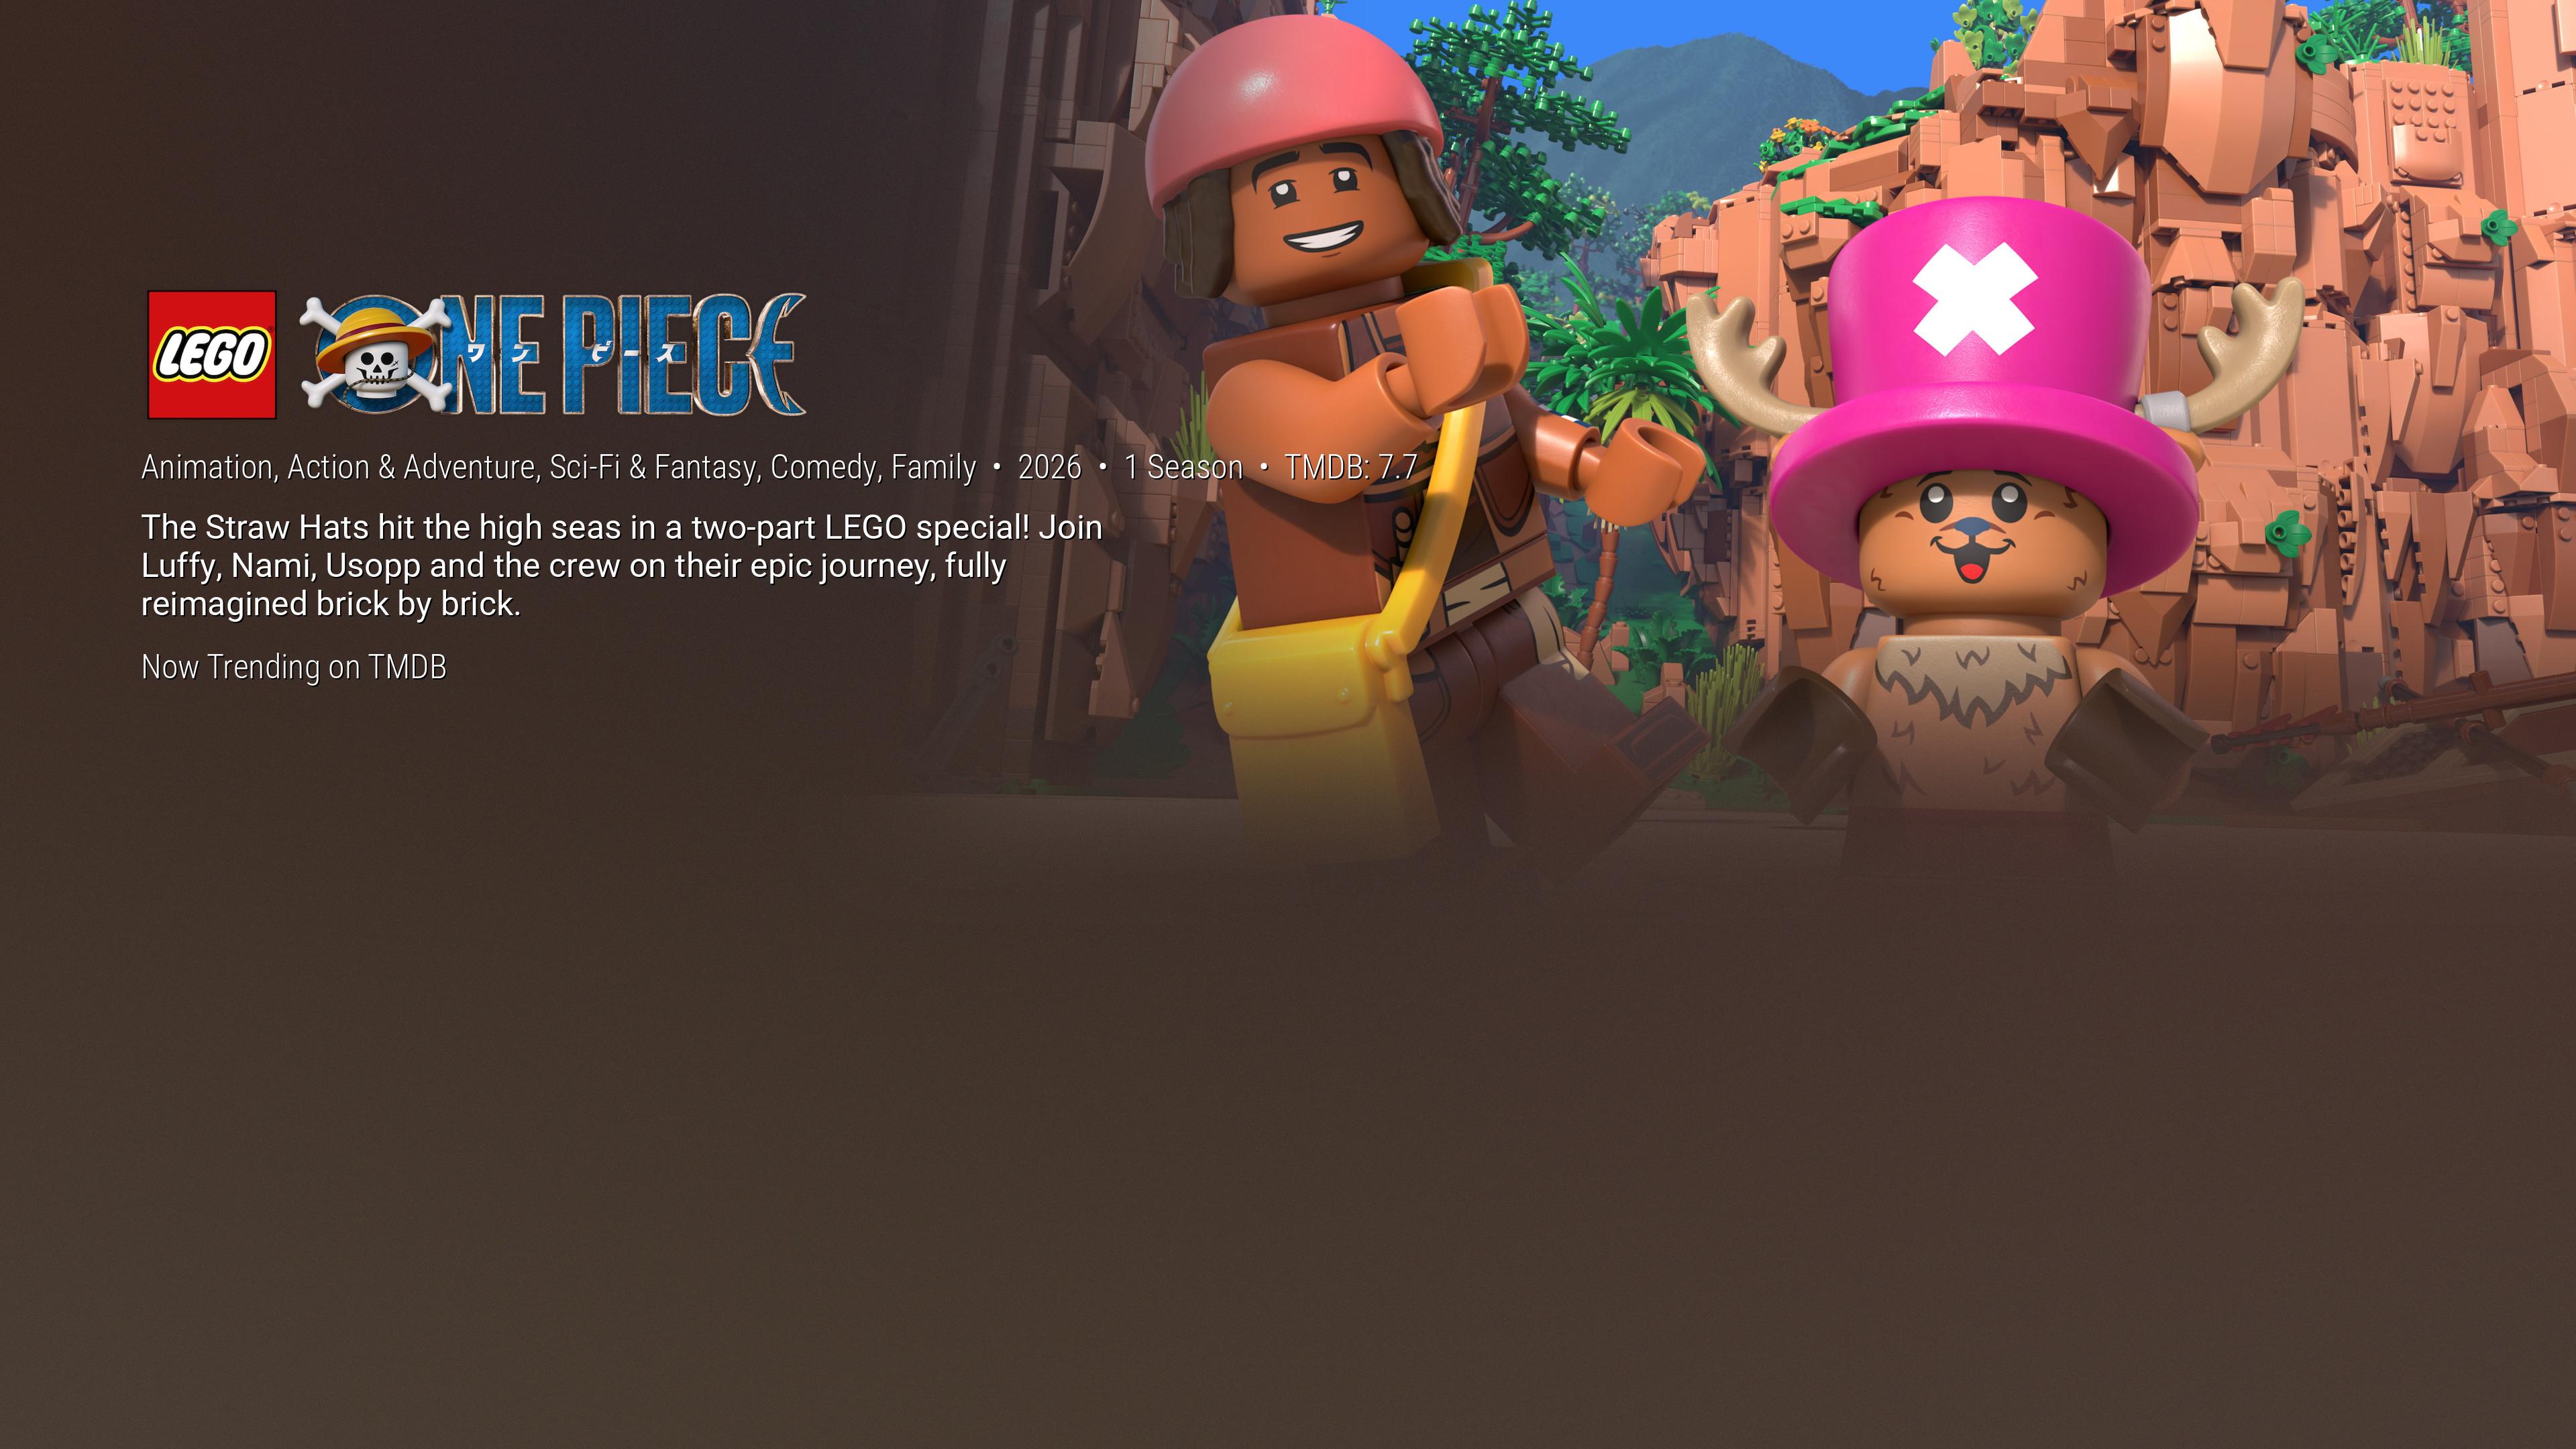 LEGO ONE PIECE
ワンピース
Animation, Action & Adventure, Sci-Fi & Fantasy, Comedy, Family • 2026 • 1 Season • TMDB: 7.7
The Straw Hats hit the high seas in a two-part LEGO special! Join
Luffy, Nami, Usopp and the crew on their epic journey, fully
reimagined brick by brick.
Now Trending on TMDB